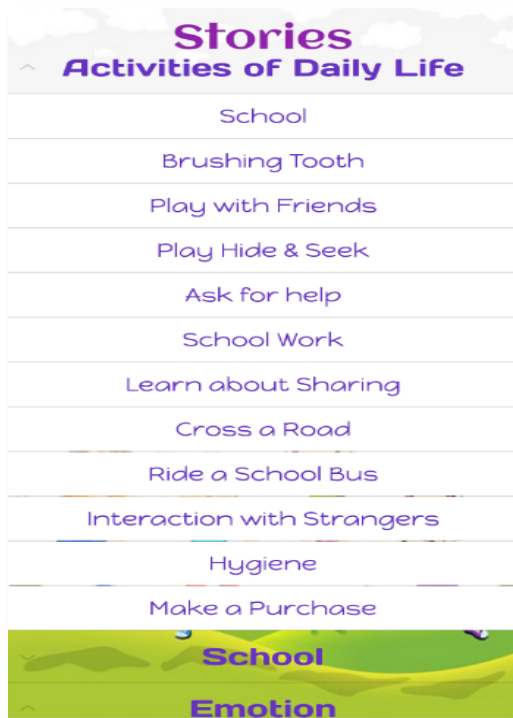 Stories
Activities of Daily Life
School
Brushing Tooth
Play with Friends
Play Hide & Seek
Ask for help
School Work
Learn about Sharing
Cross a Road
Ride a School Bus
Interaction with Strangers
Hygiene
Make a Purchase
School
Emotion